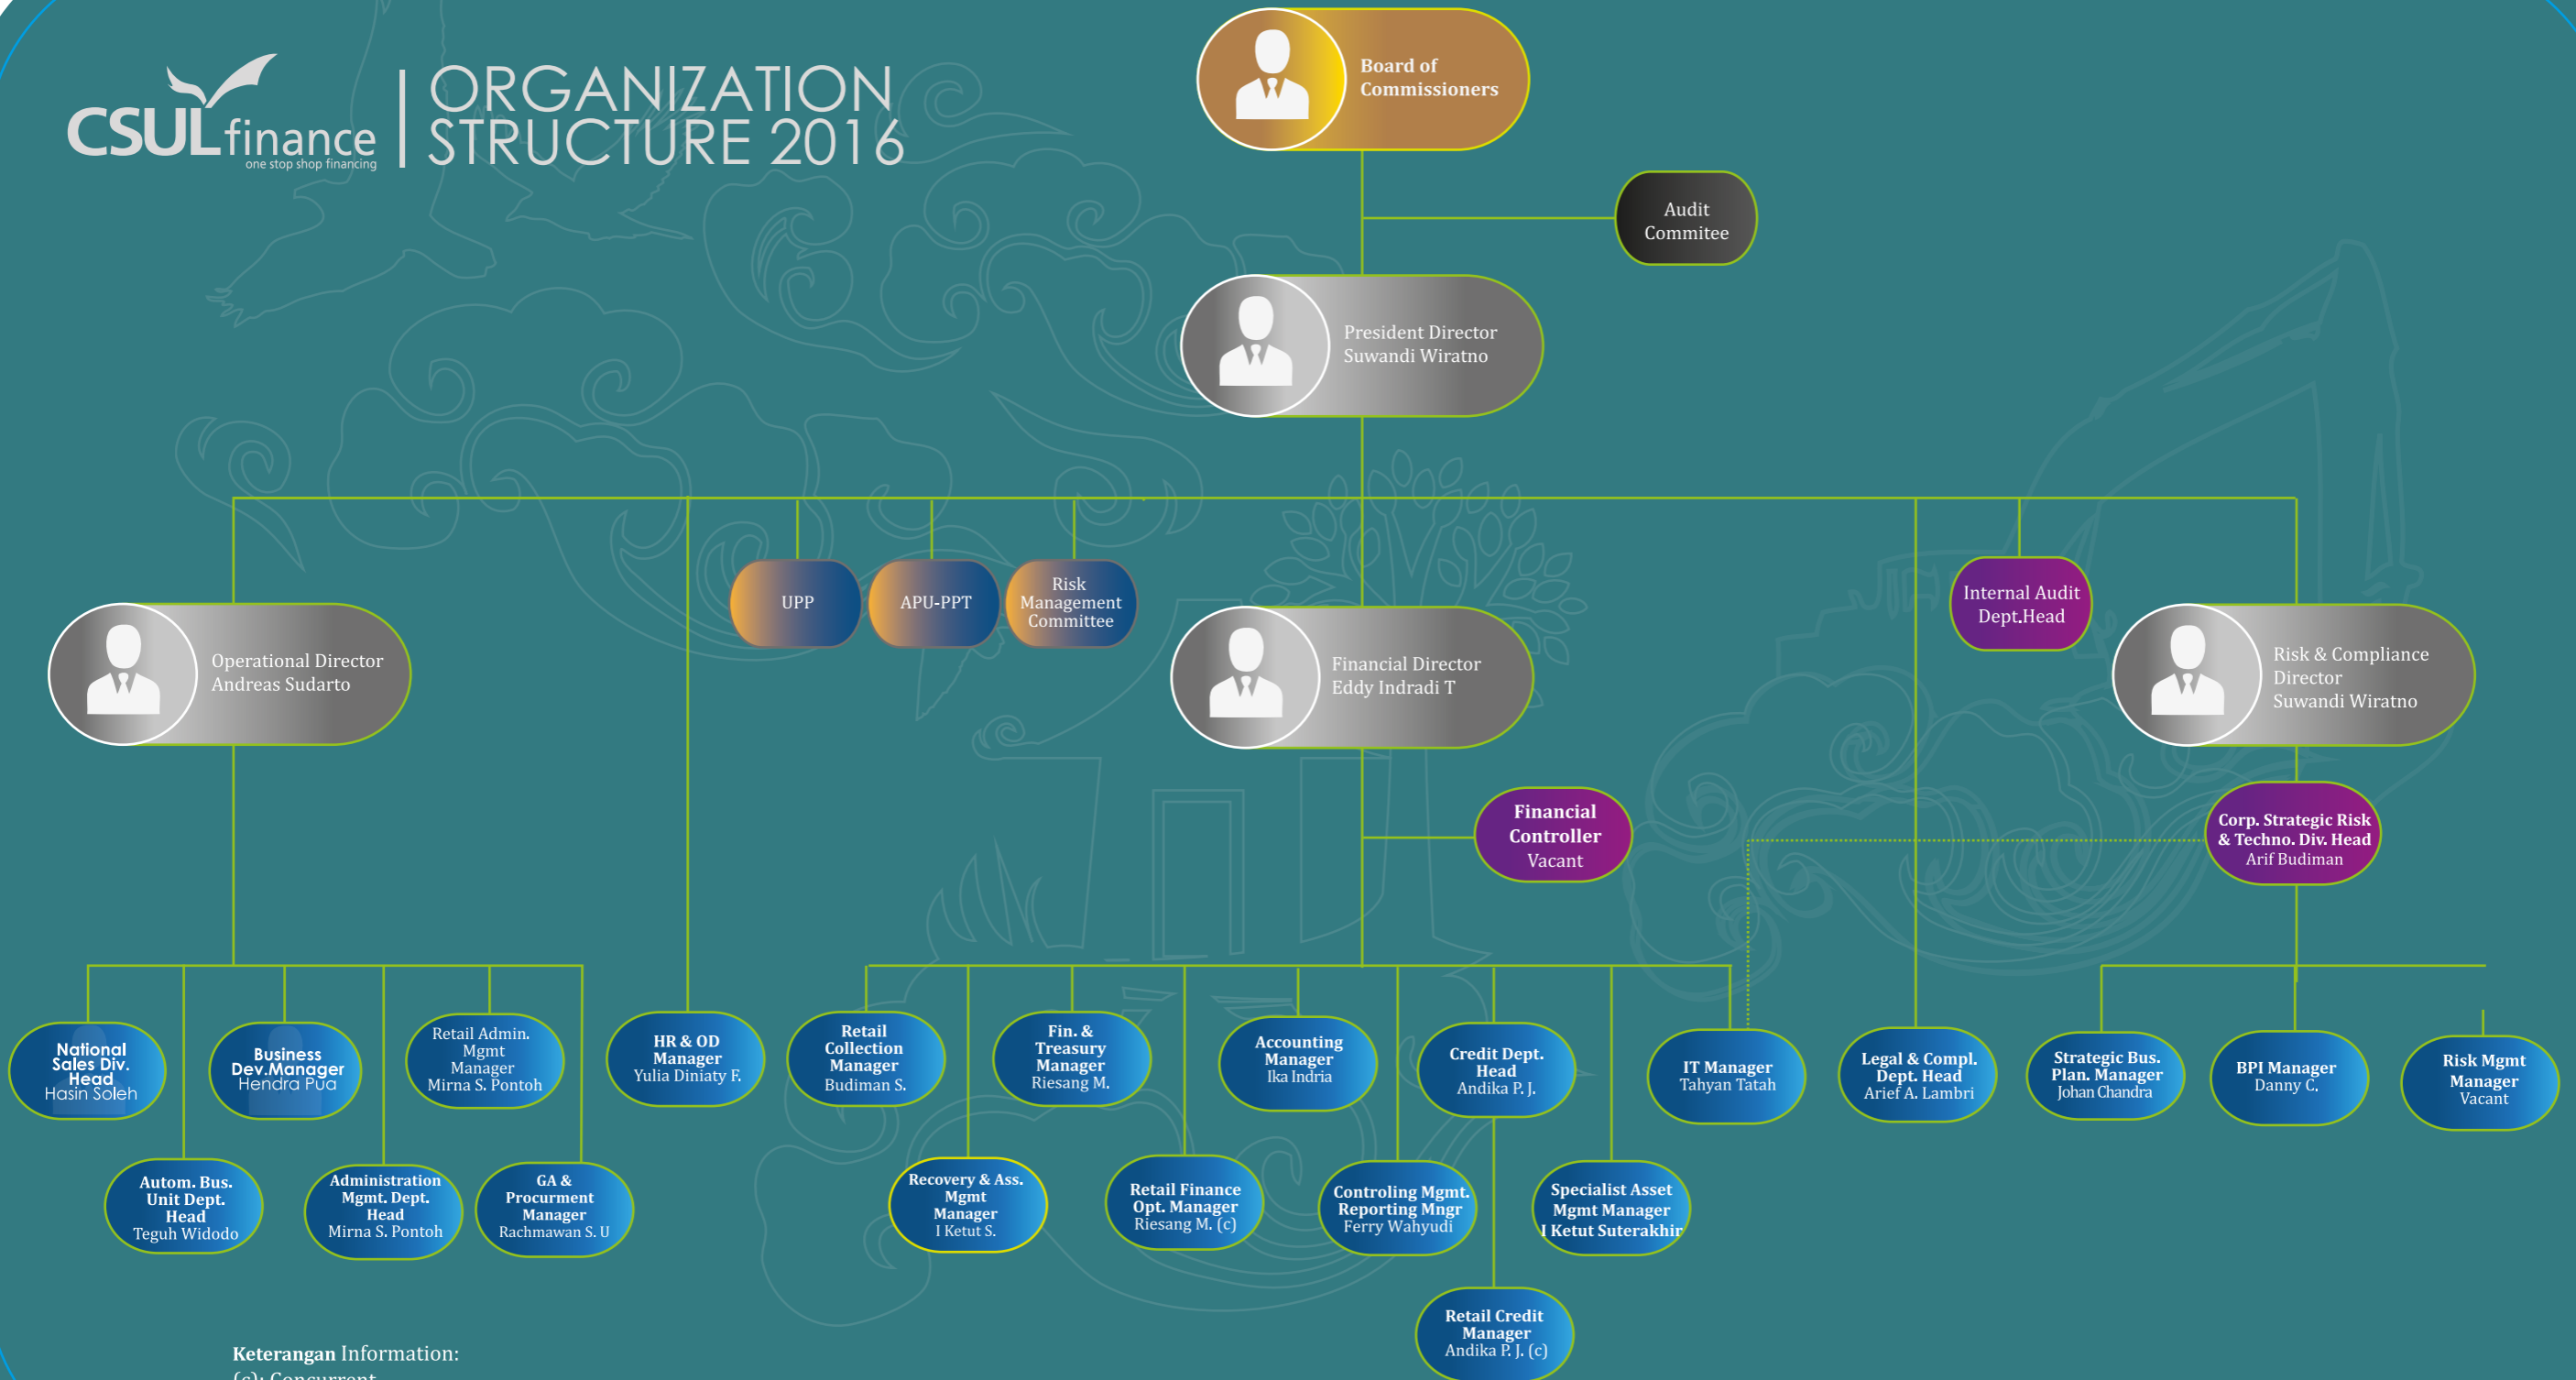 CSULfinance
one stop shop financing
ORGANIZATION
STRUCTURE 2016
Board of
Commissioners
Audit
Commitee
President Director
Suwandi Wiratno
UPP
APU-PPT
Risk
Management
Committee
Internal Audit
Dept.Head
Operational Director
Andreas Sudarto
Financial Director
Eddy Indradi T
Risk & Compliance
Director
Suwandi Wiratno
Financial
Controller
Vacant
Corp. Strategic Risk
& Techno. Div. Head
Arif Budiman
National
Sales Div.
Head
Hasin Soleh
Business
Dev.Manager
Hendra Pua
Retail Admin.
Mgmt
Manager
Mirna S. Pontoh
HR & OD
Manager
Yulia Diniaty F.
Retail
Collection
Manager
Budiman S.
Fin. &
Treasury
Manager
Riesang M.
Accounting
Manager
Ika Indria
Credit Dept.
Head
Andika P. J.
IT Manager
Tahyan Tatah
Legal & Compl.
Dept. Head
Arief A. Lambri
Strategic Bus.
Plan. Manager
Johan Chandra
BPI Manager
Danny C.
Risk Mgmt
Manager
Vacant
Autom. Bus.
Unit Dept.
Head
Teguh Widodo
Administration
Mgmt. Dept.
Head
Mirna S. Pontoh
GA &
Procurment
Manager
Rachmawan S. U
Recovery & Ass.
Mgmt
Manager
I Ketut S.
Retail Finance
Opt. Manager
Riesang M. (c)
Controling Mgmt.
Reporting Mngr
Ferry Wahyudi
Specialist Asset
Mgmt Manager
I Ketut Suterakhir
Retail Credit
Manager
Andika P. J. (c)
Keterangan Information:
(c): Concurrent